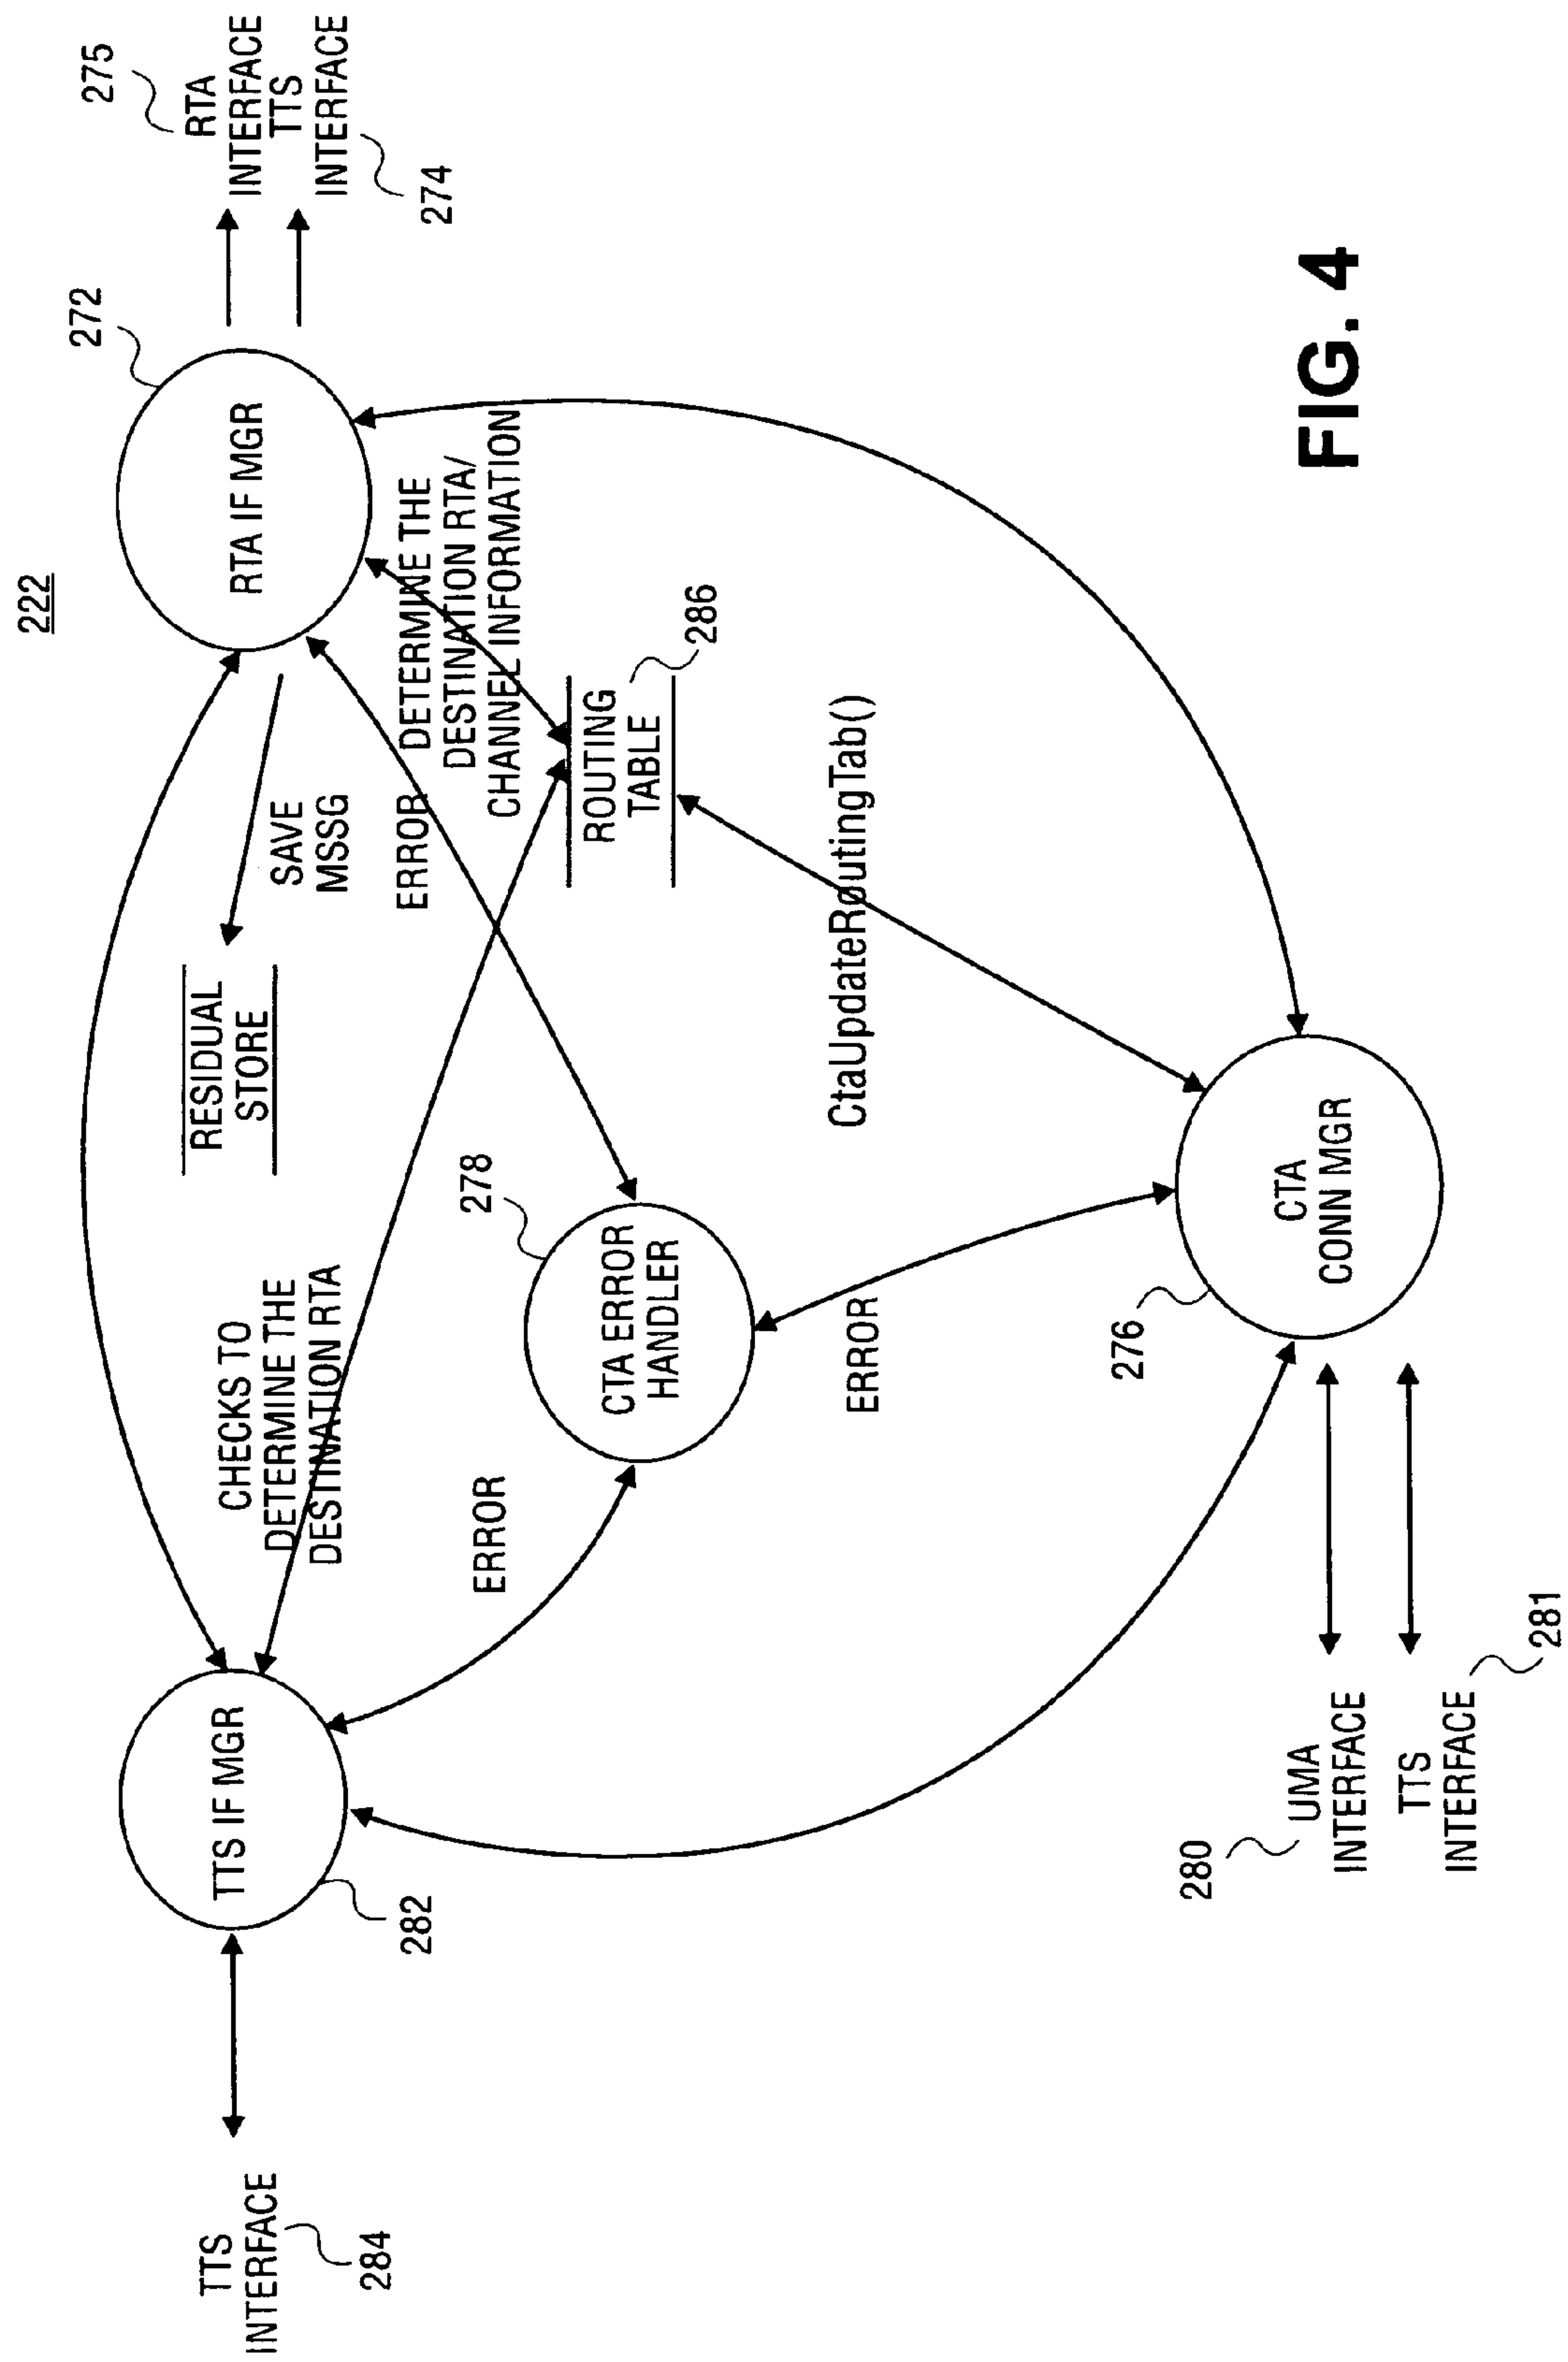 222
TTS
INTERFACE
284
TTS IF MGR
282
CHECKS TO
DETERMINE THE
DESTINATION RTA
RESIDUAL
STORE
SAVE
MSSG
RTA IF MGR
272
RTA
INTERFACE
275
TTS
INTERFACE
274
ERROR
DETERMINE THE
DESTINATION RTA/
CHANNEL INFORMATION
ERROR
CTA ERROR
HANDLER
278
ROUTING
TABLE
286
ERROR
CtaUpdateRoutingTab()
CTA
CONN MGR
276
UMA
INTERFACE
280
TTS
INTERFACE
281
FIG. 4